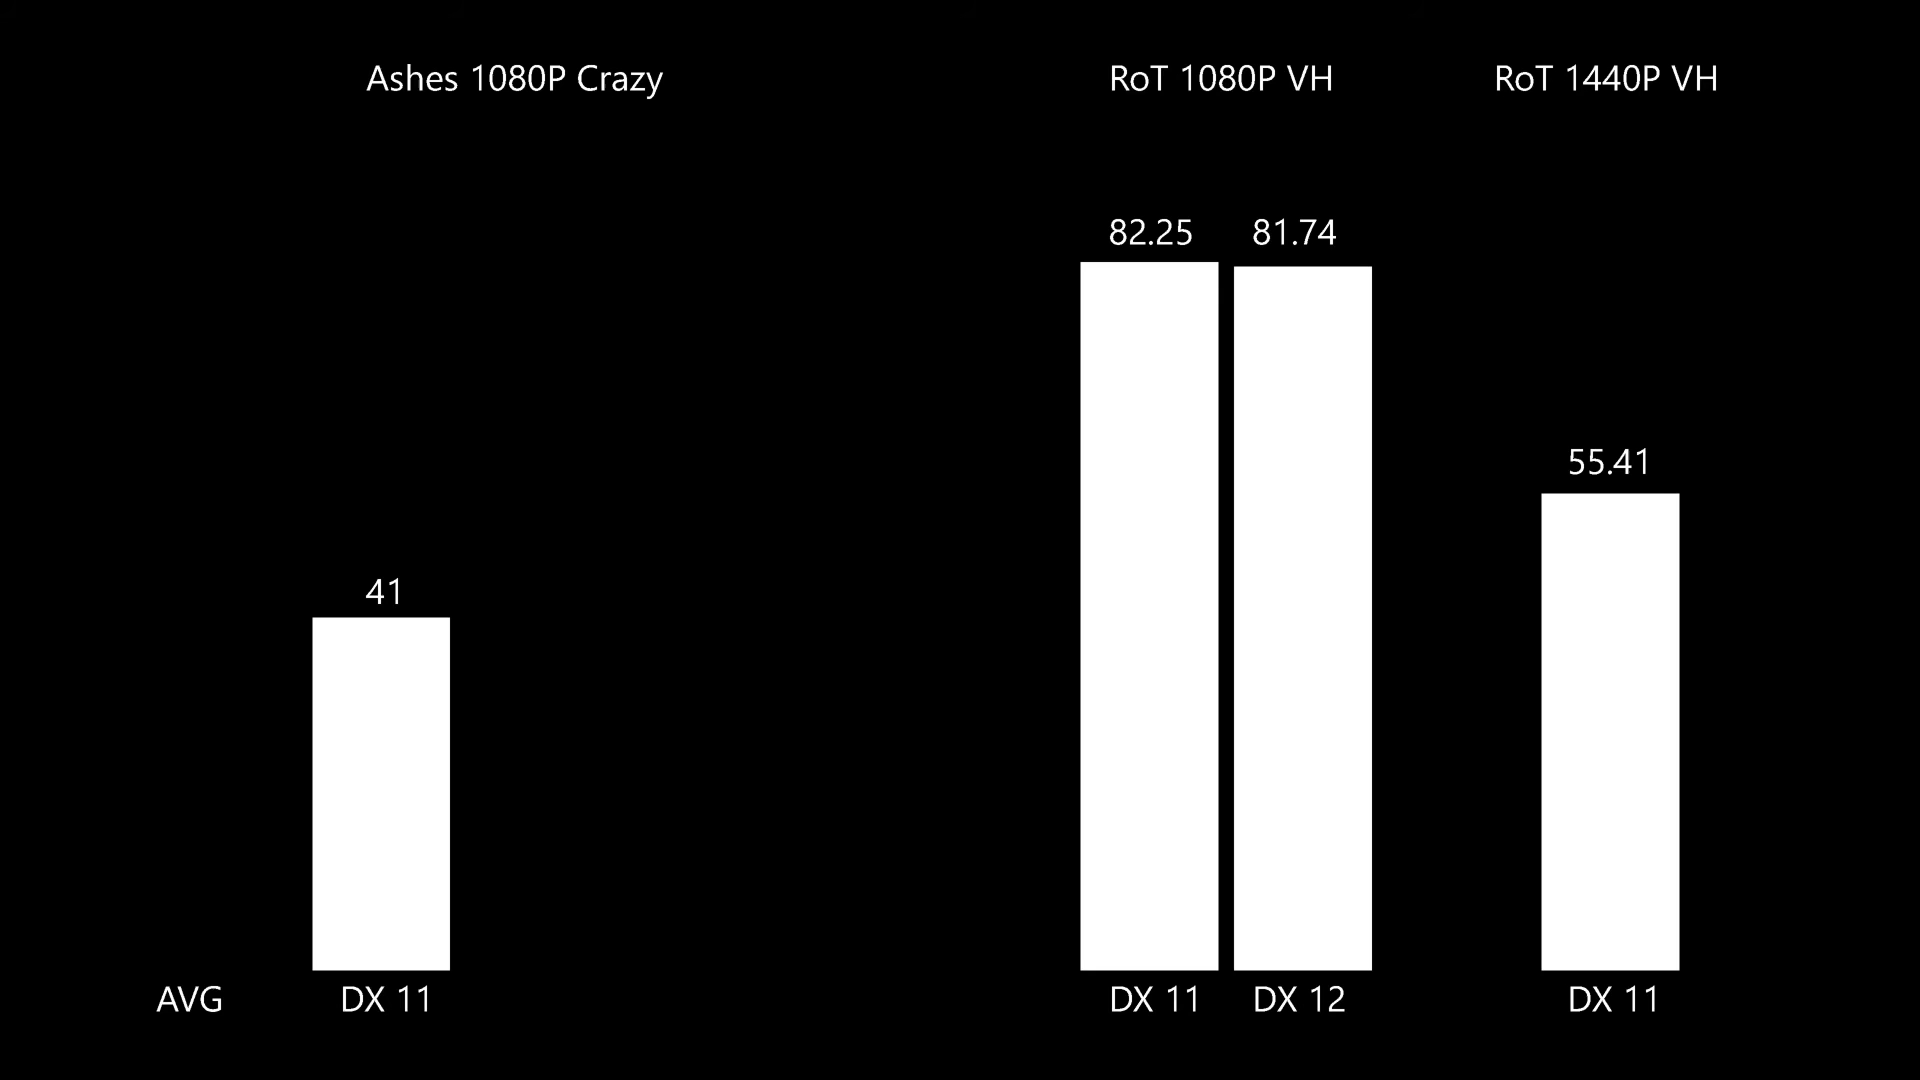 Ashes 1080P Crazy
RoT 1080P VH
RoT 1440P VH
82.25
81.74
55.41
41
AVG
DX 11
DX 11
DX 12
DX 11